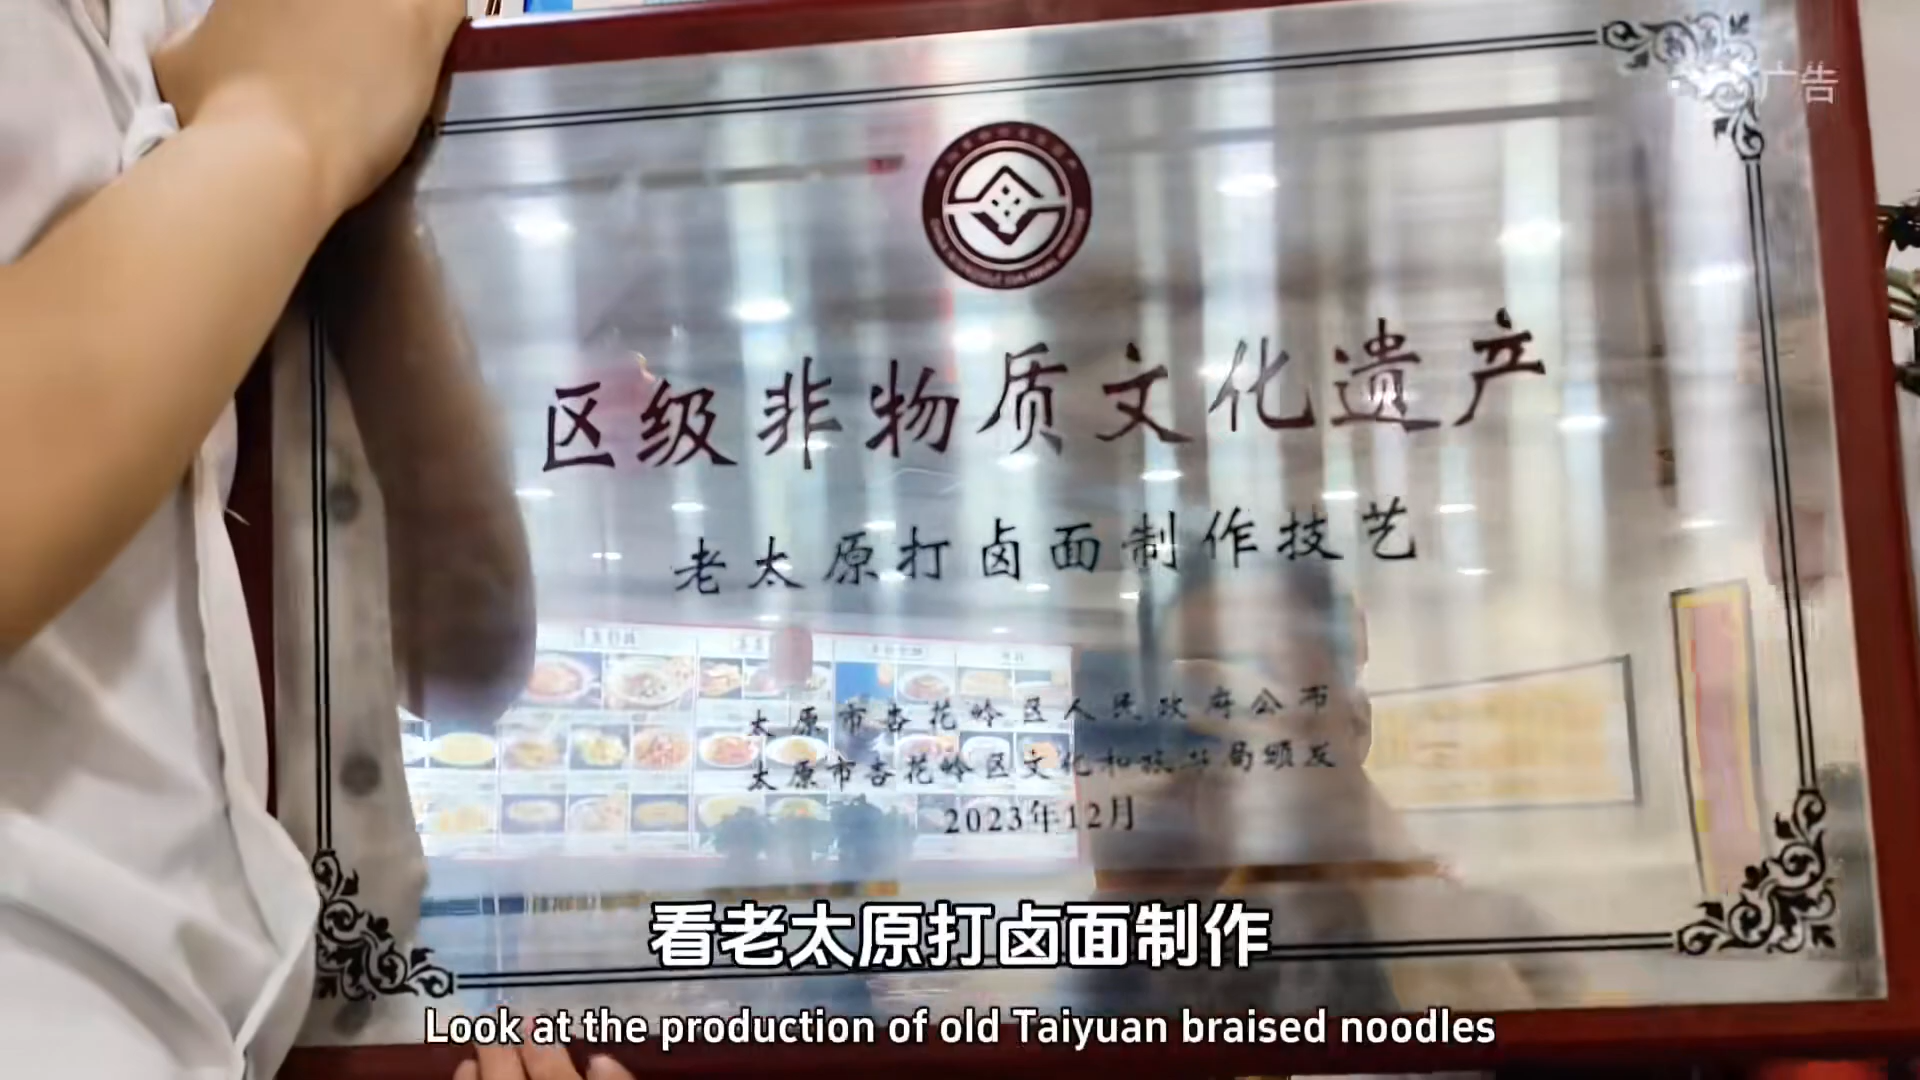 广告
区级非物质文化遗产
老太原打卤面制作技艺
太原市杏花岭区人民政府公布
太原市杏花岭区文化和旅游局颁发
2023年12月
看老太原打卤面制作
Look at the production of old Taiyuan braised noodles